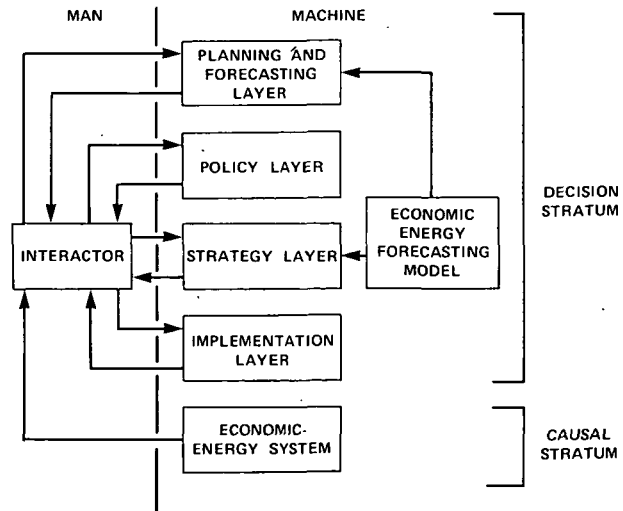 MAN
MACHINE
PLANNING AND
FORECASTING
LAYER
POLICY LAYER
INTERACTOR
STRATEGY LAYER
ECONOMIC
ENERGY
FORECASTING
MODEL
DECISION
STRATUM
IMPLEMENTATION
LAYER
ECONOMIC-
ENERGY SYSTEM
CAUSAL
STRATUM